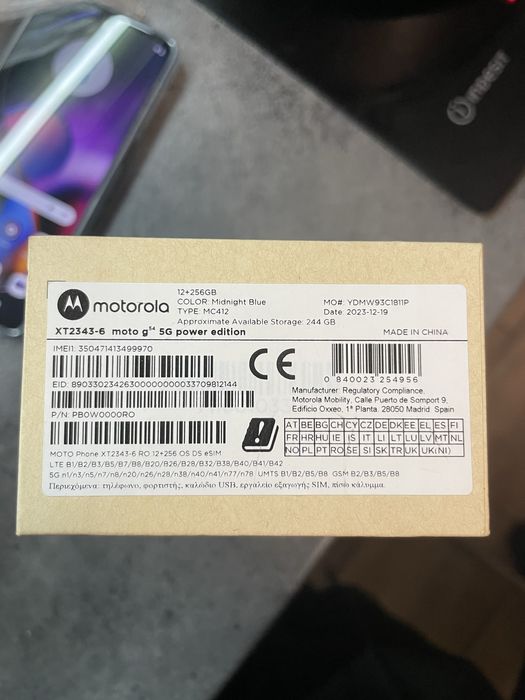 INDESIT
motorola
12+256GB
COLOR: Midnight Blue
TYPE: MC412
Approximate Available Storage: 244 GB
MO#: YDMW93C1B11P
Date: 2023-12-19
XT2343-6 moto g⁵⁴ 5G power edition
MADE IN CHINA
IMEI1: 350471413499970
CE
0 840023 254956
EID: 89033023426300000000033709812144
P/N: PB0W0000RO
Manufacturer: Regulatory Compliance.
Motorola Mobility, Calle Puerto de Somport 9,
Edificio Oxxeo, 1ª Planta. 28050 Madrid Spain
AT BE BG CH CY CZ DE DK EE EL ES FI
FR HR HU IE IS IT LI LT LU LV MT NL
NO PL PT RO SE SI SK TR UK UK(NI)
MOTO Phone XT2343-6 RO 12+256 OS DS eSIM
LTE B1/B2/B3/B5/B7/B8/B20/B26/B28/B32/B38/B40/B41/B42
5G n1/n3/n5/n7/n8/n20/n26/n28/n38/n40/n41/n77/n78 UMTS B1/B2/B5/B8 GSM B2/B3/B5/B8
Περιεχόμενα: τηλέφωνο, φορτιστής, καλώδιο USB, εργαλείο εξαγωγής SIM, πίσω κάλυμμα.